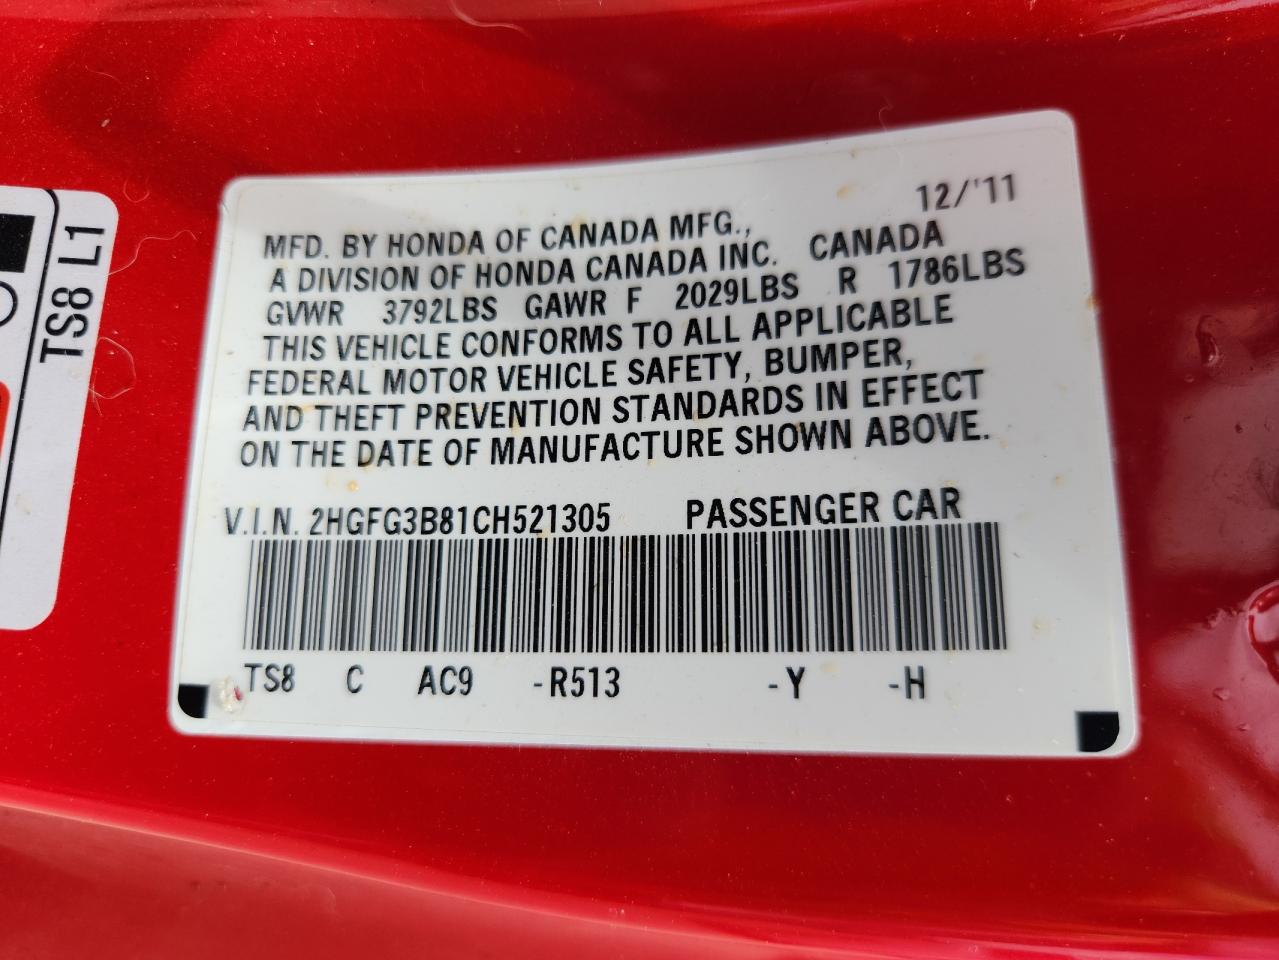 TS8 L1
12/'11
MFD. BY HONDA OF CANADA MFG.,
A DIVISION OF HONDA CANADA INC. CANADA
GVWR 3792LBS GAWR F 2029LBS R 1786LBS
THIS VEHICLE CONFORMS TO ALL APPLICABLE
FEDERAL MOTOR VEHICLE SAFETY, BUMPER,
AND THEFT PREVENTION STANDARDS IN EFFECT
ON THE DATE OF MANUFACTURE SHOWN ABOVE.
V.I.N. 2HGFG3B81CH521305 PASSENGER CAR
TS8 C AC9 -R513 -Y -H